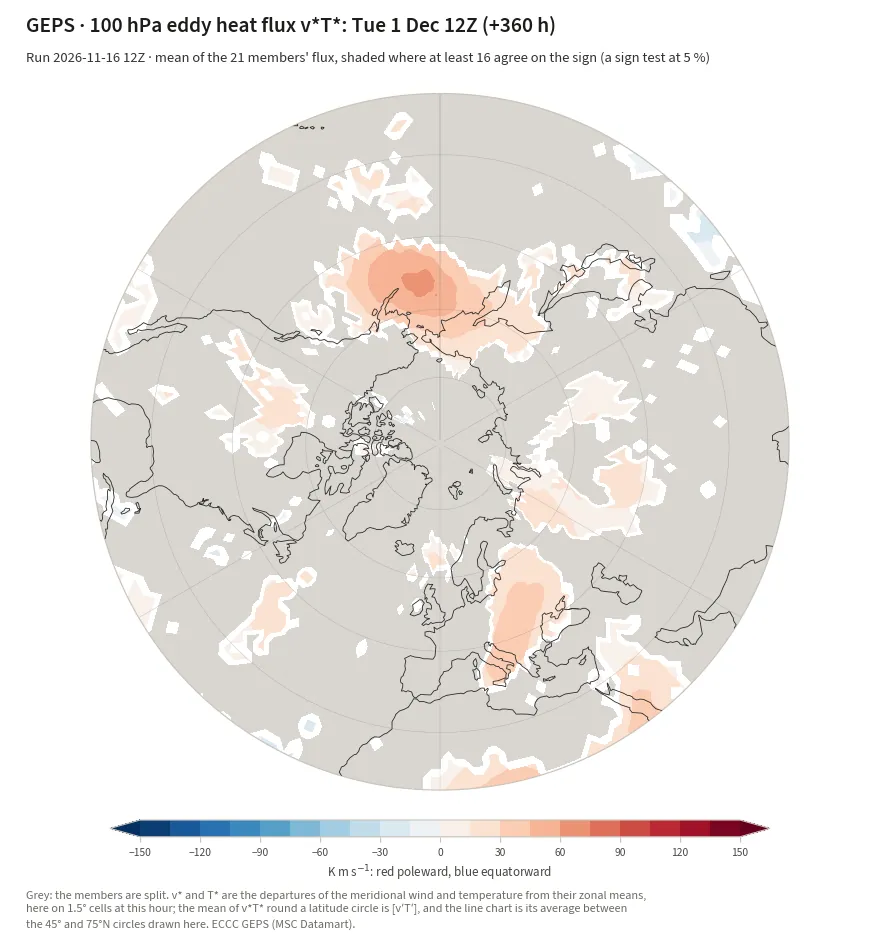 GEPS · 100 hPa eddy heat flux v*T*: Tue 1 Dec 12Z (+360 h)
Run 2026-11-16 12Z · mean of the 21 members' flux, shaded where at least 16 agree on the sign (a sign test at 5 %)
−150 −120 −90 −60 −30 0 30 60 90 120 150
K m s⁻¹: red poleward, blue equatorward
Grey: the members are split. v* and T* are the departures of the meridional wind and temperature from their zonal means,
here on 1.5° cells at this hour; the mean of v*T* round a latitude circle is [v'T'], and the line chart is its average between
the 45° and 75°N circles drawn here. ECCC GEPS (MSC Datamart).